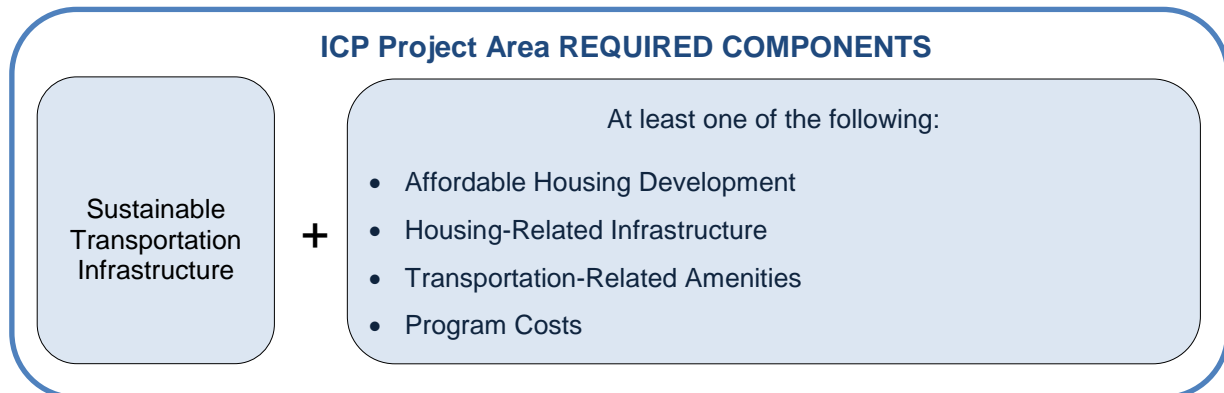 ICP Project Area REQUIRED COMPONENTS
Sustainable
Transportation
Infrastructure
+
At least one of the following:
• Affordable Housing Development
• Housing-Related Infrastructure
• Transportation-Related Amenities
• Program Costs